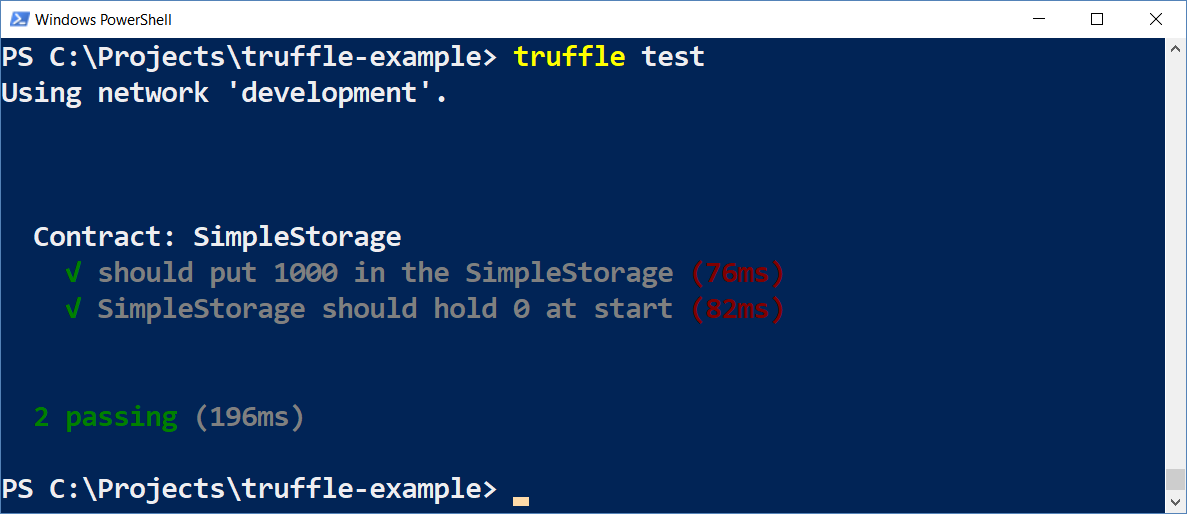 Windows PowerShell
PS C:\Projects\truffle-example> truffle test
Using network 'development'.
Contract: SimpleStorage
√ should put 1000 in the SimpleStorage (76ms)
√ SimpleStorage should hold 0 at start (82ms)
2 passing (196ms)
PS C:\Projects\truffle-example>